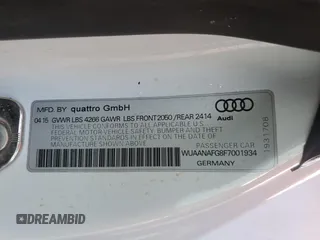 MFD. BY quattro GmbH
04 15 GVWR LBS 4266 GAWR LBS FRONT 2050 / REAR 2414
THIS VEHICLE CONFORMS TO ALL APPLICABLE U.S.
FEDERAL MOTOR VEHICLE SAFETY, BUMPER AND THEFT
PREVENTION STANDARDS IN EFFECT ON THE
DATE OF MANUFACTURE SHOWN ABOVE.
Audi
PASSENGER CAR
WUAANAFG8F7001934
GERMANY
1931708
DREAMBID